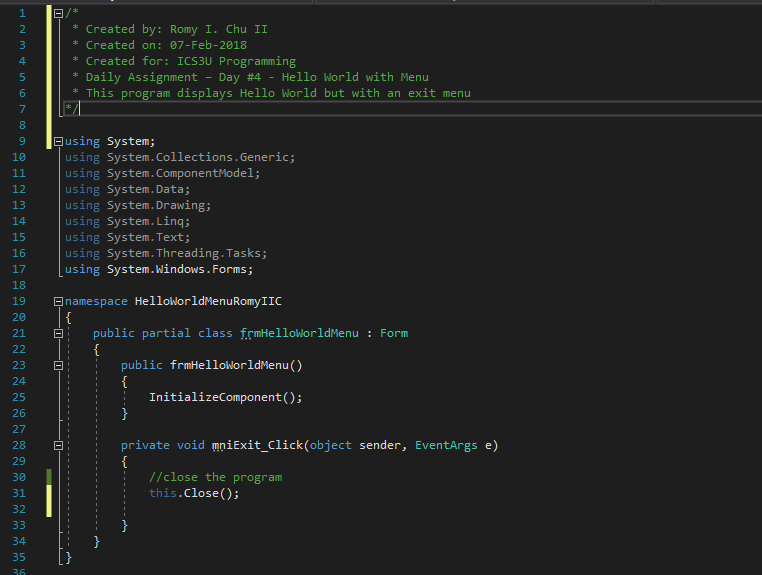 1 /*
2 * Created by: Romy I. Chu II
3 * Created on: 07-Feb-2018
4 * Created for: ICS3U Programming
5 * Daily Assignment – Day #4 - Hello World with Menu
6 * This program displays Hello World but with an exit menu
7 */
8
9 using System;
10 using System.Collections.Generic;
11 using System.ComponentModel;
12 using System.Data;
13 using System.Drawing;
14 using System.Linq;
15 using System.Text;
16 using System.Threading.Tasks;
17 using System.Windows.Forms;
18
19 namespace HelloWorldMenuRomyIIC
20 {
21 public partial class frmHelloWorldMenu : Form
22 {
23 public frmHelloWorldMenu()
24 {
25 InitializeComponent();
26 }
27
28 private void mniExit_Click(object sender, EventArgs e)
29 {
30 //close the program
31 this.Close();
32
33 }
34 }
35 }
36